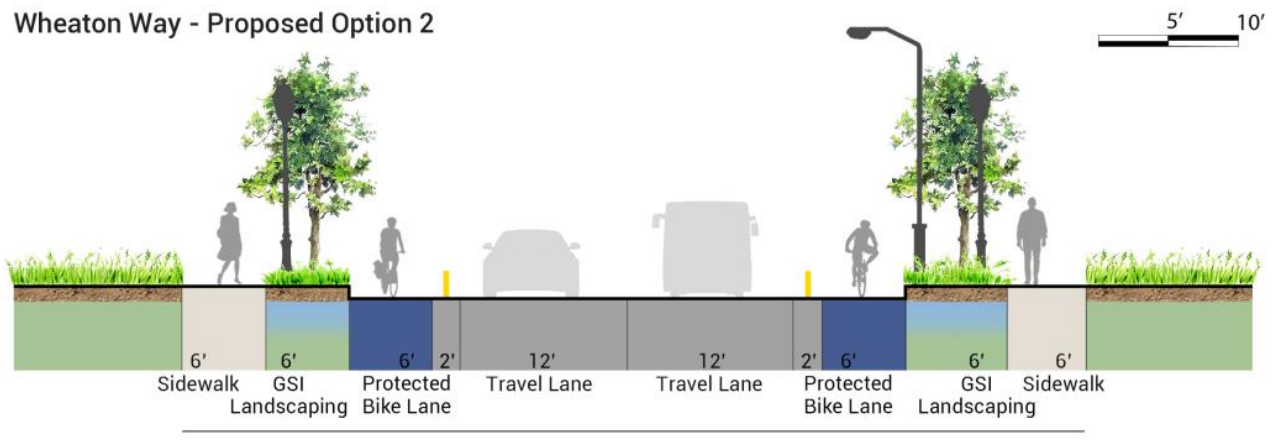 Wheaton Way - Proposed Option 2
5' 10'
6' 6' 6' 2' 12' 12' 2' 6' 6' 6'
Sidewalk GSI Protected Travel Lane Travel Lane Protected GSI Sidewalk
Landscaping Bike Lane Bike Lane Landscaping